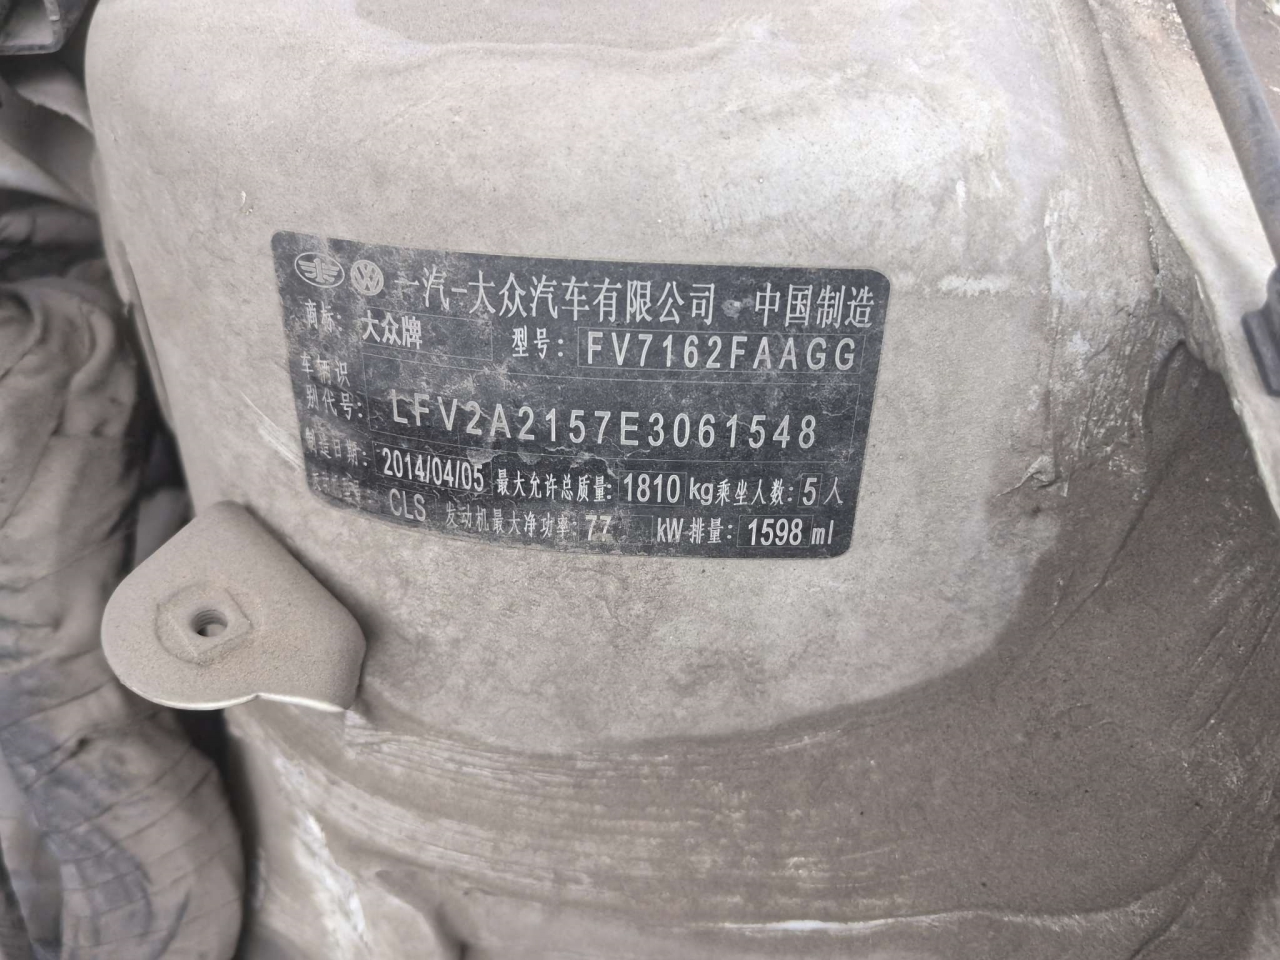 一汽-大众汽车有限公司 中国制造
商标: 大众牌 型号: FV7162FAAGG
车辆识
别代号: LFV2A2157E3061548
制造日期: 2014/04/05 最大允许总质量: 1810 kg 乘坐人数: 5 人
CLS 发动机最大净功率: 77 kW 排量: 1598 ml